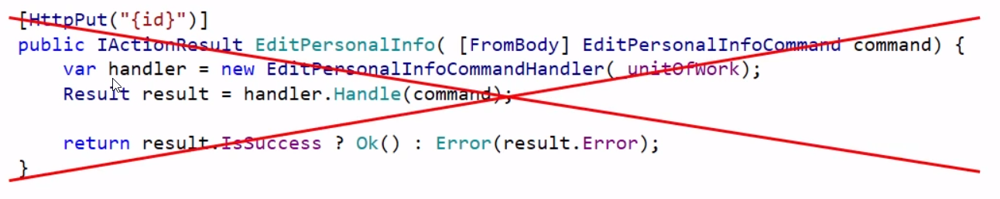 [HttpPut("{id}")]
public IActionResult EditPersonalInfo( [FromBody] EditPersonalInfoCommand command) {
var handler = new EditPersonalInfoCommandHandler(_unitOfWork);
Result result = handler.Handle(command);
return result.IsSuccess ? Ok() : Error(result.Error);
}